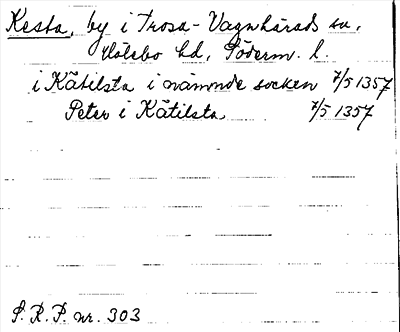 Kesta, by i Trosa-Vagnhärads sn,
Hölebo hd, Söderm. l.
i Kätilsta i nämnde socken 7/5 1357
Peter i Kätilsta 7/5 1357
S. R. P. nr. 303